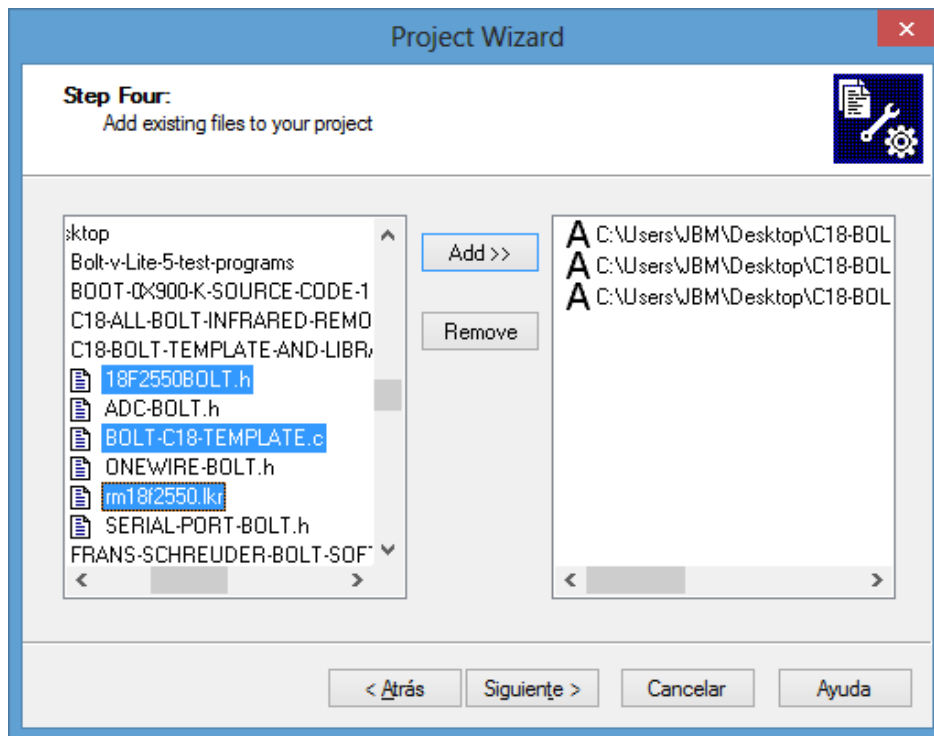 Project Wizard
Step Four:
Add existing files to your project
sktop
Bolt-v-Lite-5-test-programs
BOOT-0X900-K-SOURCE-CODE-1
C18-ALL-BOLT-INFRARED-REMO
C18-BOLT-TEMPLATE-AND-LIBR
18F2550BOLT.h
ADC-BOLT.h
BOLT-C18-TEMPLATE.c
ONEWIRE-BOLT.h
rm18f2550.lkr
SERIAL-PORT-BOLT.h
FRANS-SCHREUDER-BOLT-SOF
Add >>
Remove
A C:\Users\JBM\Desktop\C18-BOL
A C:\Users\JBM\Desktop\C18-BOL
A C:\Users\JBM\Desktop\C18-BOL
< Atrás
Siguiente >
Cancelar
Ayuda